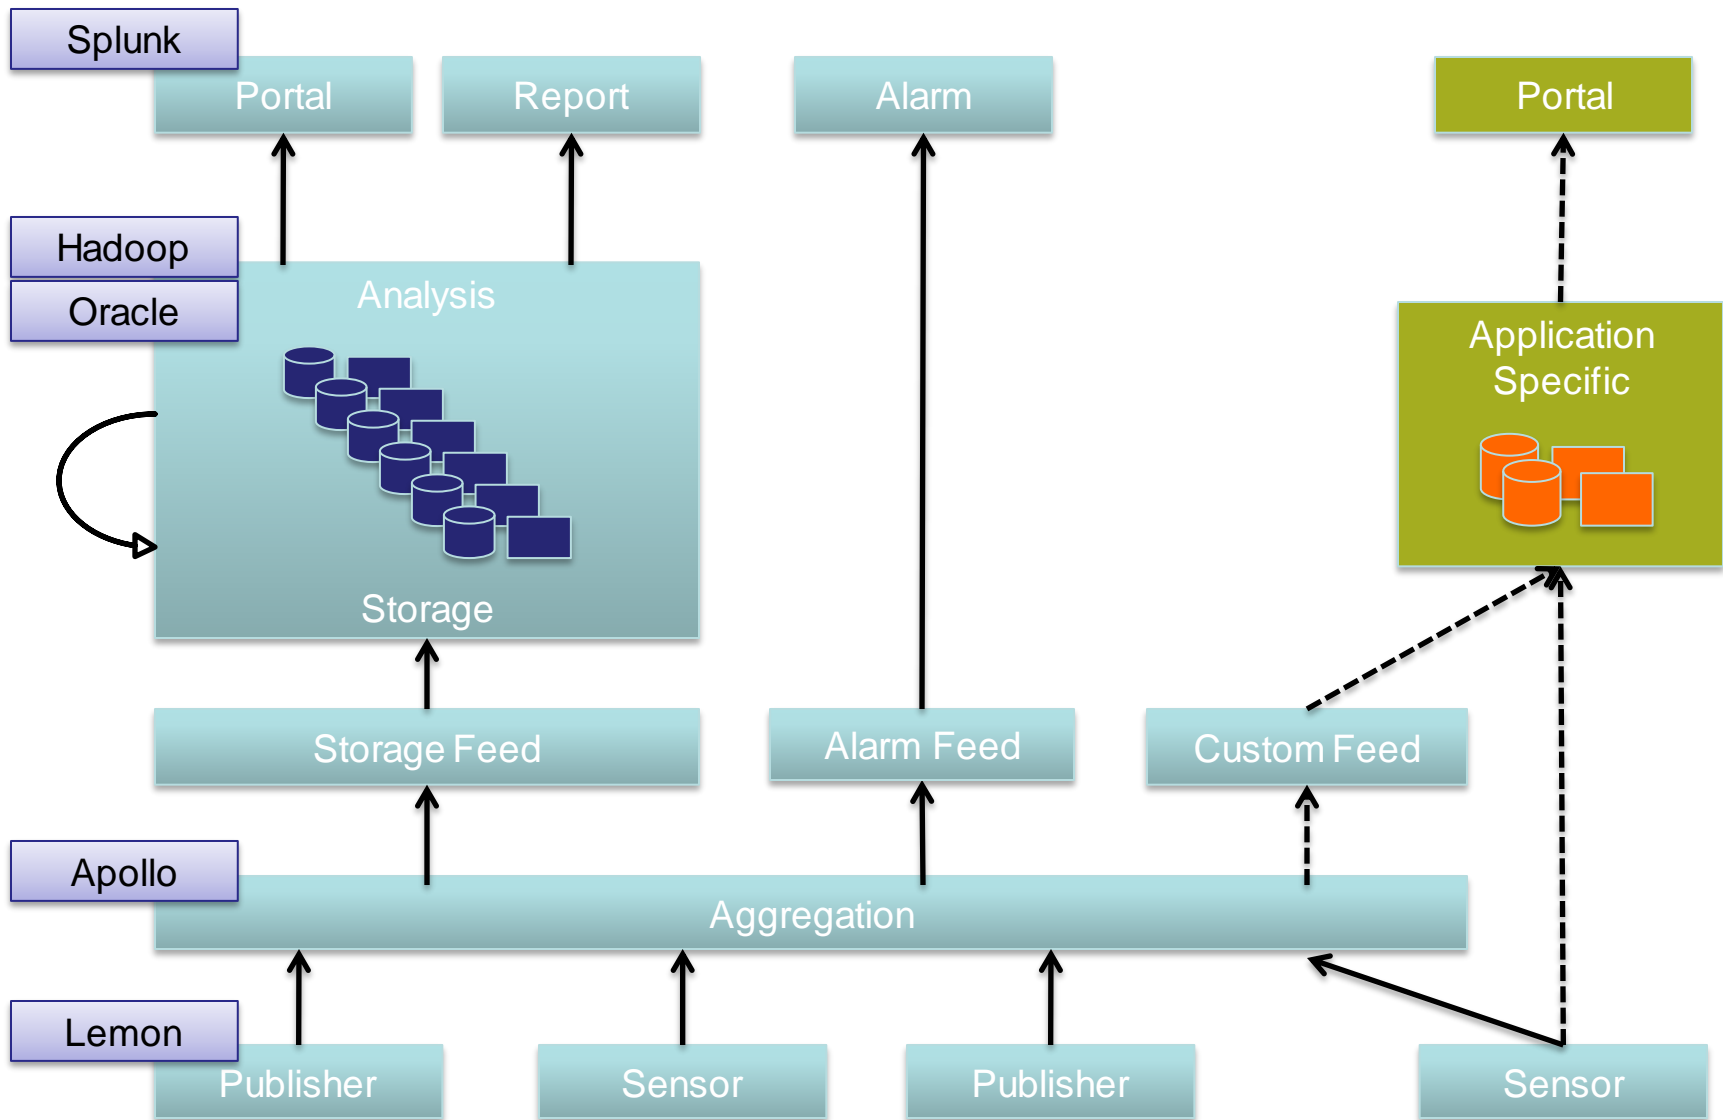 Splunk
Portal
Report
Alarm
Portal
Hadoop
Oracle
Analysis
Application
Specific
Storage
Storage Feed
Alarm Feed
Custom Feed
Apollo
Aggregation
Lemon
Publisher
Sensor
Publisher
Sensor